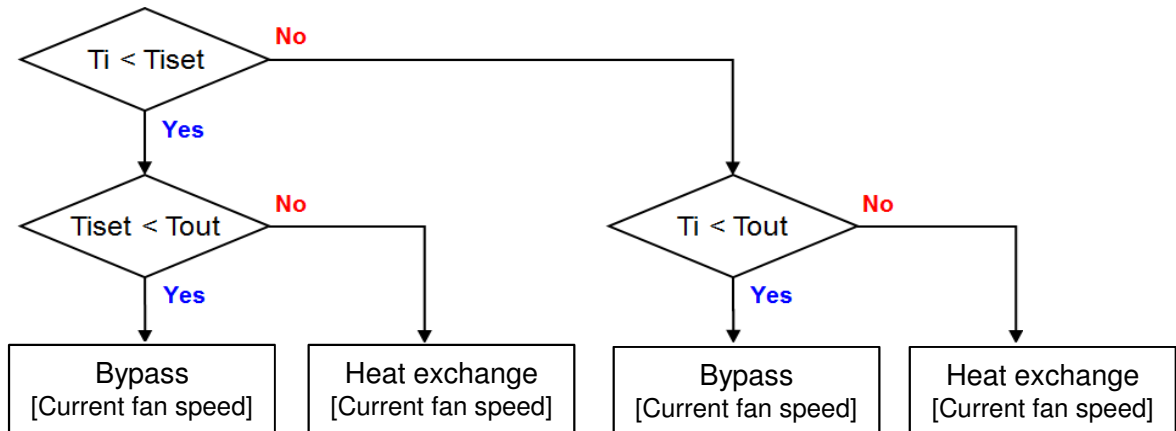 Ti < Tiset
No
Yes
Tiset < Tout
No
Ti < Tout
No
Yes
Yes
Bypass
[Current fan speed]
Heat exchange
[Current fan speed]
Bypass
[Current fan speed]
Heat exchange
[Current fan speed]